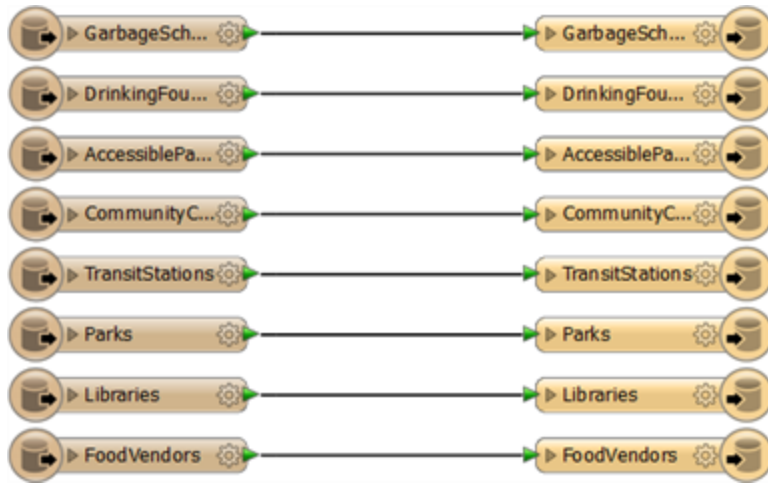 GarbageSch... GarbageSch...
DrinkingFou... DrinkingFou...
AccessiblePa... AccessiblePa...
CommunityC... CommunityC...
TransitStations TransitStations
Parks Parks
Libraries Libraries
FoodVendors FoodVendors